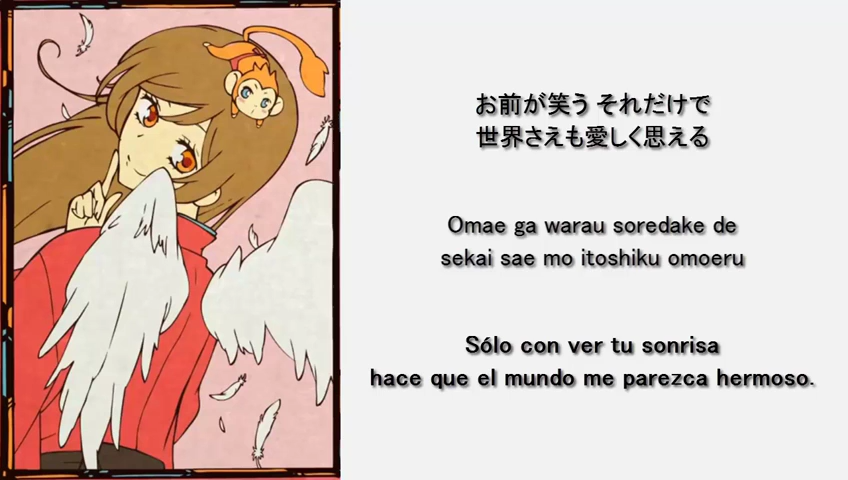 お前が笑う それだけで
世界さえも愛しく思える
Omae ga warau soredake de
sekai sae mo itoshiku omoeru
Sólo con ver tu sonrisa
hace que el mundo me parezca hermoso.